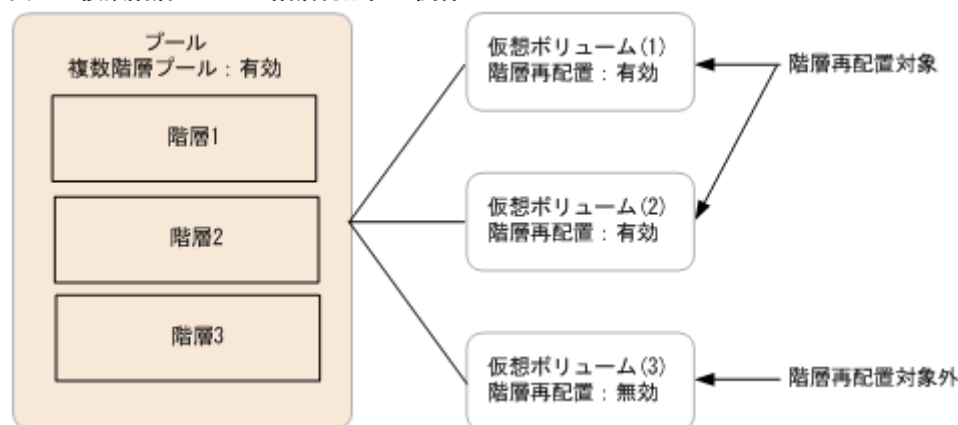 プール
複数階層プール：有効
階層1
階層2
階層3
仮想ボリューム(1)
階層再配置：有効
仮想ボリューム(2)
階層再配置：有効
仮想ボリューム(3)
階層再配置：無効
階層再配置対象
階層再配置対象外